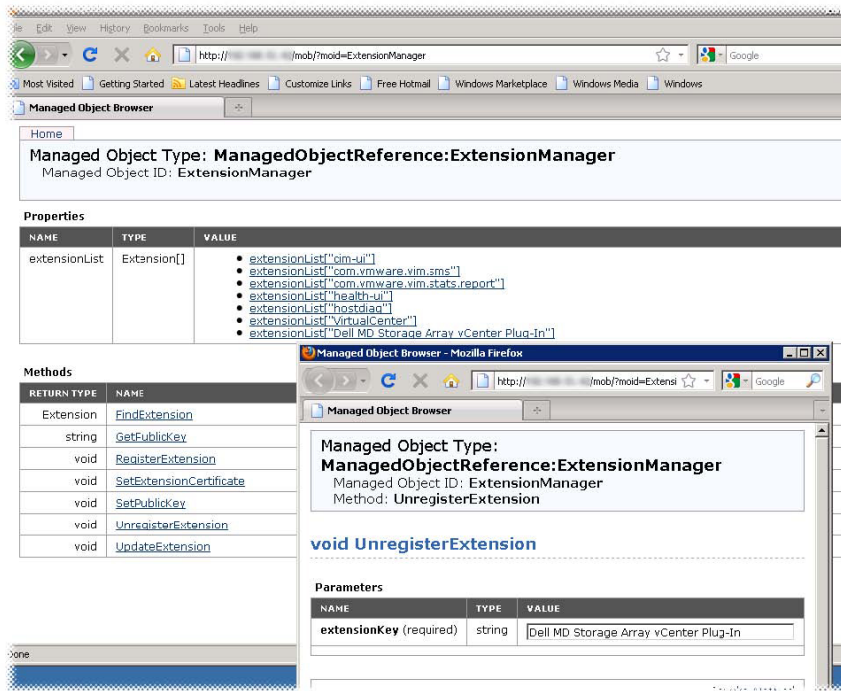 ile Edit View History Bookmarks Tools Help
http:// /mob/?moid=ExtensionManager
Google
Most Visited Getting Started Latest Headlines Customize Links Free Hotmail Windows Marketplace Windows Media Windows
Managed Object Browser
Home
Managed Object Type: ManagedObjectReference:ExtensionManager
Managed Object ID: ExtensionManager
Properties
NAME TYPE VALUE
extensionList Extension[]
extensionList["cim-ui"]
extensionList["com.vmware.vim.sms"]
extensionList["com.vmware.vim.stats.report"]
extensionList["health-ui"]
extensionList["hostdiag"]
extensionList["VirtualCenter"]
extensionList["Dell MD Storage Array vCenter Plug-In"]
Methods
RETURN TYPE NAME
Extension FindExtension
string GetPublicKey
void RegisterExtension
void SetExtensionCertificate
void SetPublicKey
void UnregisterExtension
void UpdateExtension
one
Managed Object Browser - Mozilla Firefox
http:// /mob/?moid=Extensi
Google
Managed Object Browser
Managed Object Type:
ManagedObjectReference:ExtensionManager
Managed Object ID: ExtensionManager
Method: UnregisterExtension
void UnregisterExtension
Parameters
NAME TYPE VALUE
extensionKey (required) string Dell MD Storage Array vCenter Plug-In